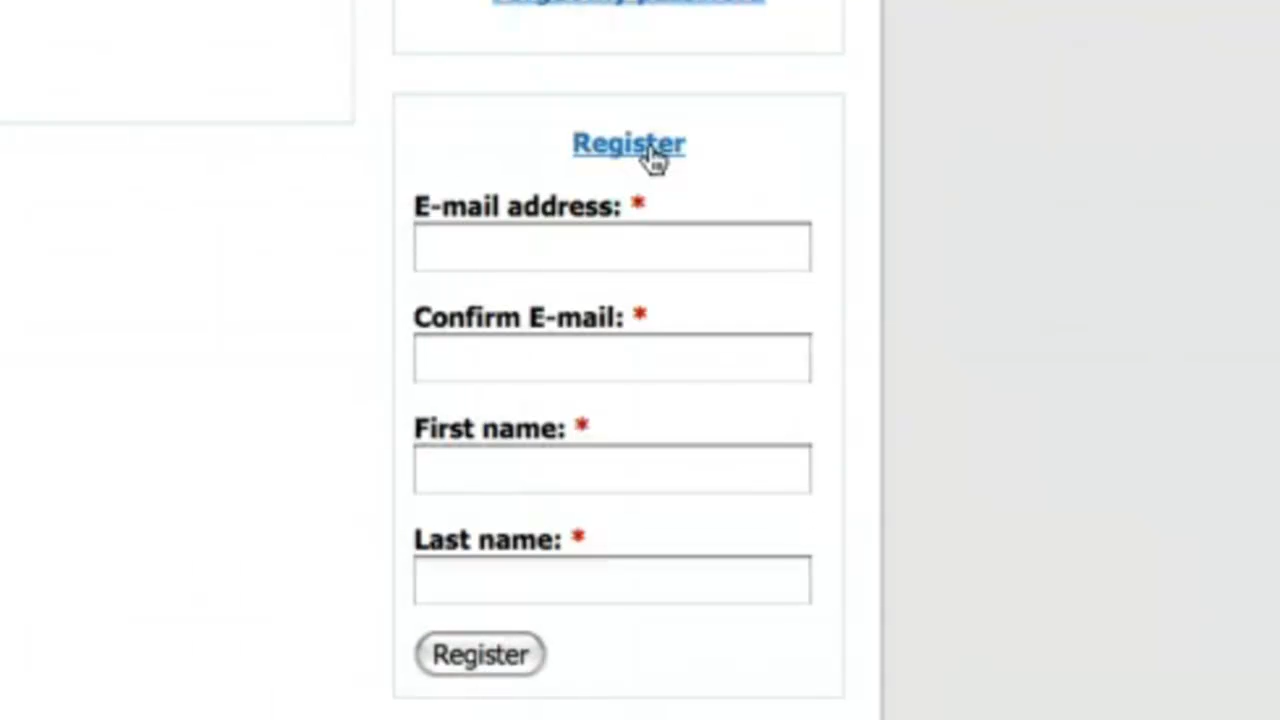 Register
E-mail address: *
Confirm E-mail: *
First name: *
Last name: *
Register